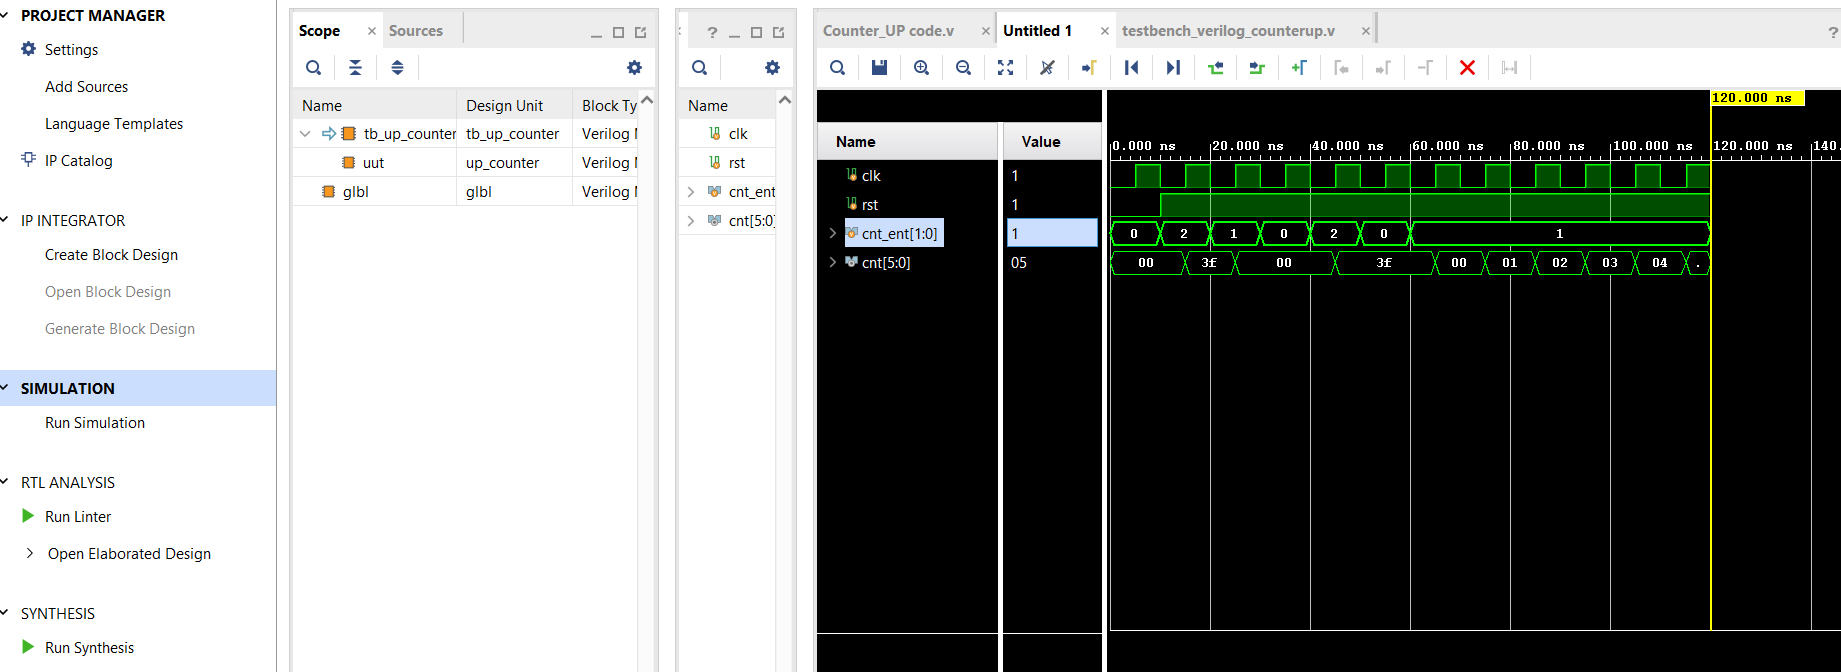 PROJECT MANAGER
Settings
Add Sources
Language Templates
IP Catalog
IP INTEGRATOR
Create Block Design
Open Block Design
Generate Block Design
SIMULATION
Run Simulation
RTL ANALYSIS
Run Linter
Open Elaborated Design
SYNTHESIS
Run Synthesis
Scope × Sources
Name Design Unit Block Ty
tb_up_counter tb_up_counter Verilog M
uut up_counter Verilog M
glbl glbl Verilog M
?
Name
clk
rst
cnt_ent
cnt[5:0]
Counter_UP code.v × Untitled 1 × testbench_verilog_counterup.v × ?
120.000 ns
Name Value
0.000 ns 20.000 ns 40.000 ns 60.000 ns 80.000 ns 100.000 ns 120.000 ns 140.
clk 1
rst 1
cnt_ent[1:0] 1 0 2 1 0 2 0 1
cnt[5:0] 05 00 3f 00 3f 00 01 02 03 04 .